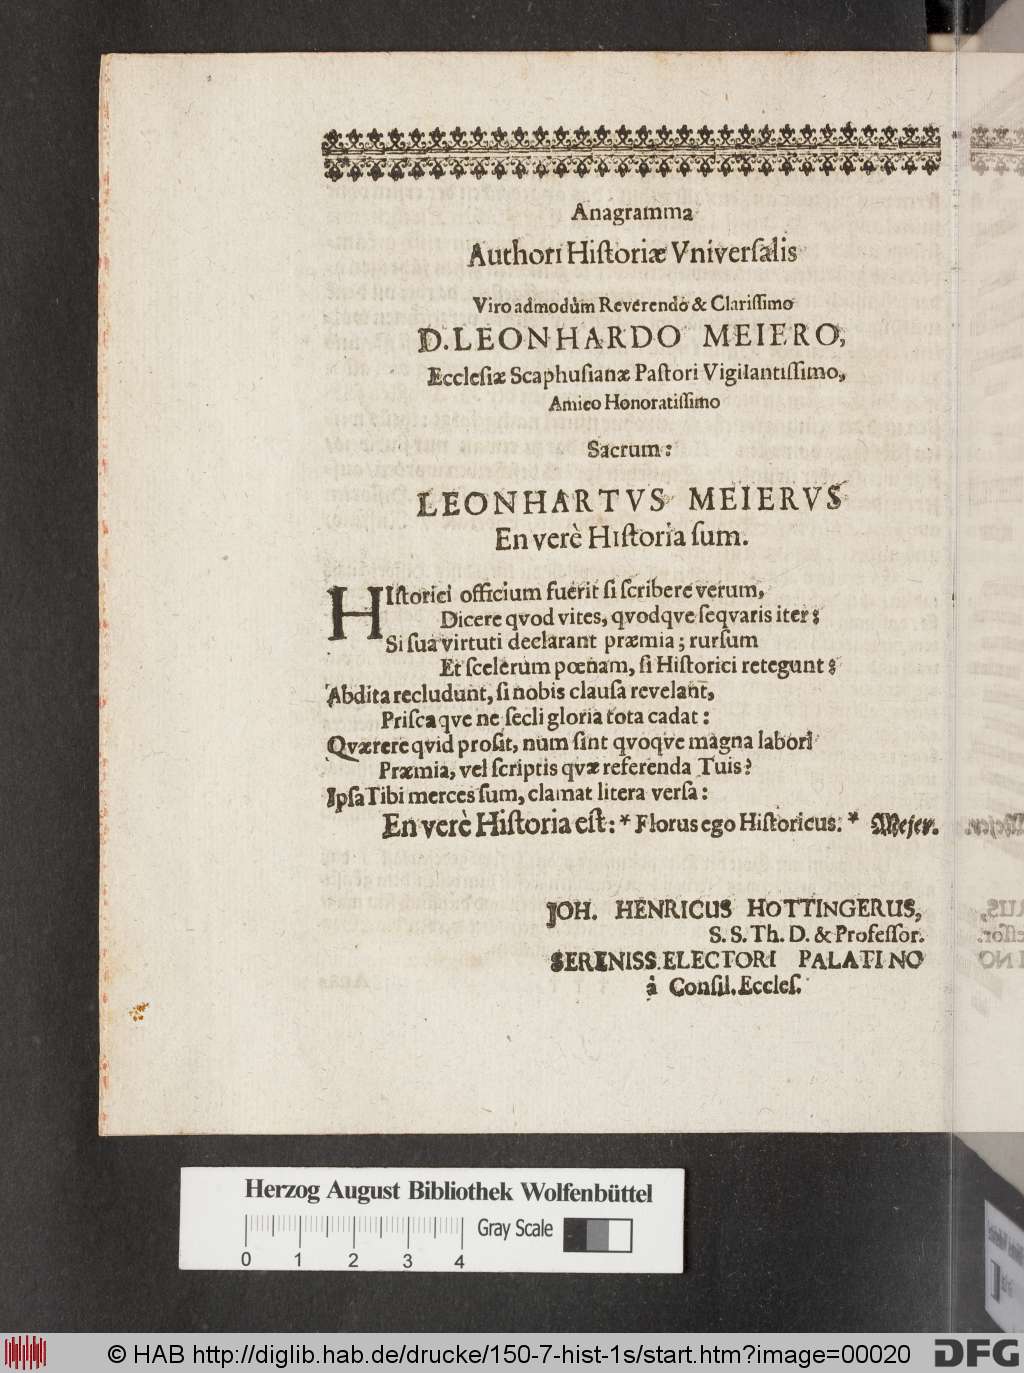 Anagramma
Authori Hiſtoriæ Vniverſalis
Viro admodùm Reverendo & Clariſſimo
D. LEONHARDO MEIERO,
Eccleſiæ Scaphuſianæ Paſtori Vigilantiſſimo,
Amico Honoratiſſimo
Sacrum:
LEONHARTVS MEIERVS
En verè Hiſtoria ſum.
HIſtorici officium fuerit ſi ſcribere verum,
Dicere qvod vites, qvodqve ſeqvaris iter;
Si ſua virtuti declarant præmia; rurſum
Et ſcelerum pœnam, ſi Hiſtorici retegunt;
Abdita recludunt, ſi nobis clauſa revelant,
Priſca qve ne ſecli gloria tota cadat:
Qværere qvid proſit, num ſint qvoqve magna labori
Præmia, vel ſcriptis qvæ referenda Tuis?
Ipſa Tibi merces ſum, clamat litera verſa:
En verè Hiſtoria eſt: * Florus ego Hiſtoricus: * Mejer.
JOH. HENRICUS HOTTINGERUS,
S. S. Th. D. & Profeſſor.
SERENISS. ELECTORI PALATINO
à Conſil. Eccleſ.
Herzog August Bibliothek Wolfenbüttel
Gray Scale
0 1 2 3 4
© HAB http://diglib.hab.de/drucke/150-7-hist-1s/start.htm?image=00020
DFG